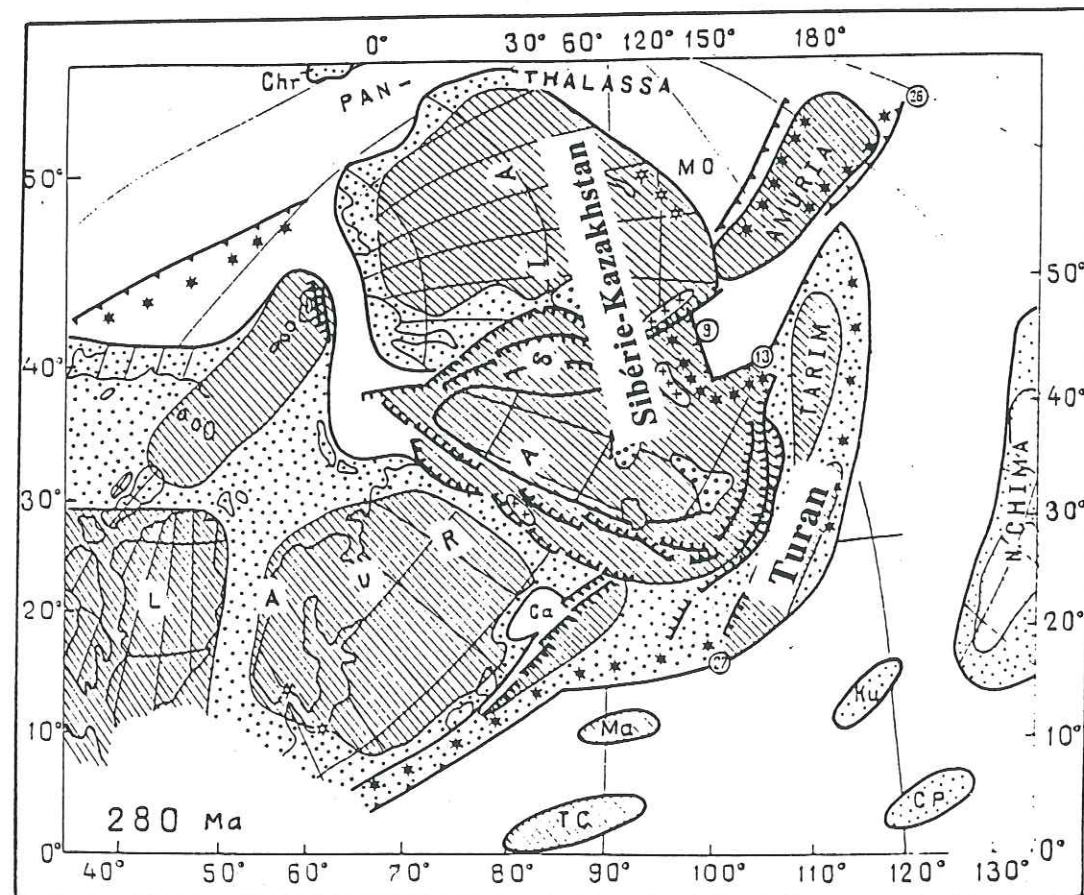 0° 30° 60° 120° 150° 180°
Chr
PAN-
THALASSA
26
MO
A
AMURIA
50°
50°
I
Sibérie-Kazakhstan
9
13
40°
S
TARIM
40°
A
30°
30°
R
Turan
N.CHIMA
U
L
A
20°
Ca
20°
27
Ku
Ma
10°
10°
CP
TC
280 Ma
0°
0°
40° 50° 60° 70° 80° 90° 100° 110° 120° 130°